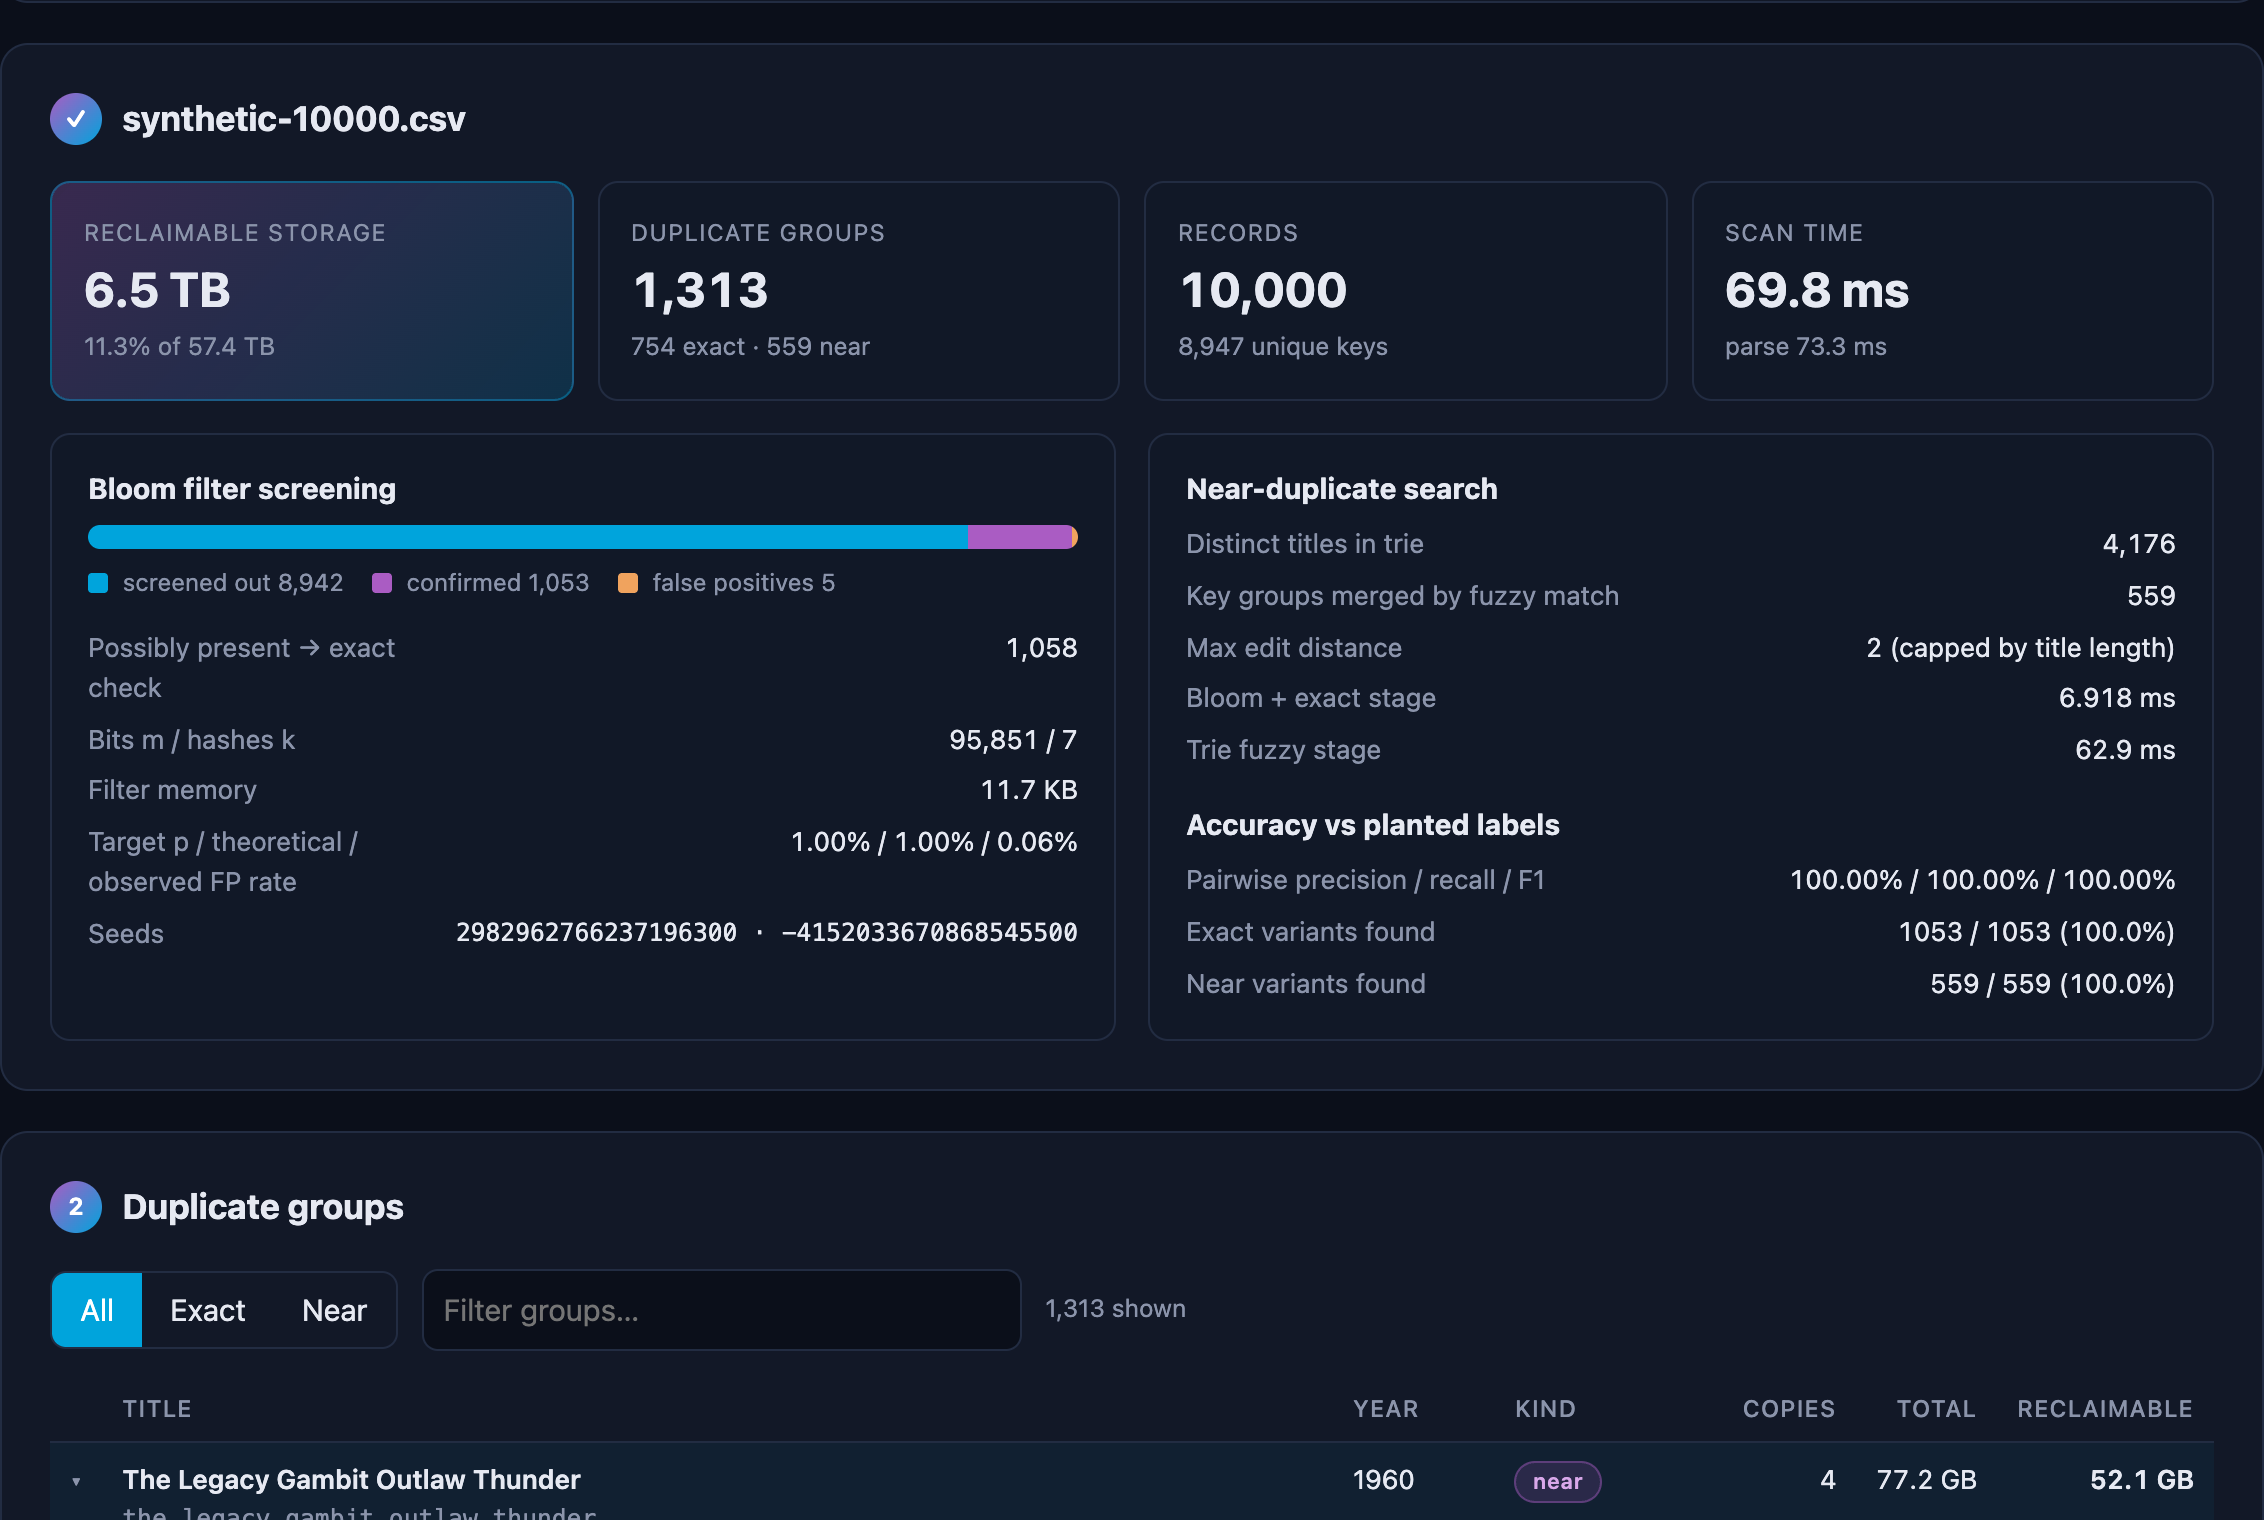 synthetic-10000.csv
RECLAIMABLE STORAGE
6.5 TB
11.3% of 57.4 TB
DUPLICATE GROUPS
1,313
754 exact · 559 near
RECORDS
10,000
8,947 unique keys
SCAN TIME
69.8 ms
parse 73.3 ms
Bloom filter screening
screened out 8,942 confirmed 1,053 false positives 5
Possibly present → exact 1,058
check
Bits m / hashes k 95,851 / 7
Filter memory 11.7 KB
Target p / theoretical / 1.00% / 1.00% / 0.06%
observed FP rate
Seeds 2982962766237196300 · −4152033670868545500
Near-duplicate search
Distinct titles in trie 4,176
Key groups merged by fuzzy match 559
Max edit distance 2 (capped by title length)
Bloom + exact stage 6.918 ms
Trie fuzzy stage 62.9 ms
Accuracy vs planted labels
Pairwise precision / recall / F1 100.00% / 100.00% / 100.00%
Exact variants found 1053 / 1053 (100.0%)
Near variants found 559 / 559 (100.0%)
2 Duplicate groups
All Exact Near Filter groups... 1,313 shown
TITLE YEAR KIND COPIES TOTAL RECLAIMABLE
The Legacy Gambit Outlaw Thunder 1960 near 4 77.2 GB 52.1 GB
the legacy gambit outlaw thunder